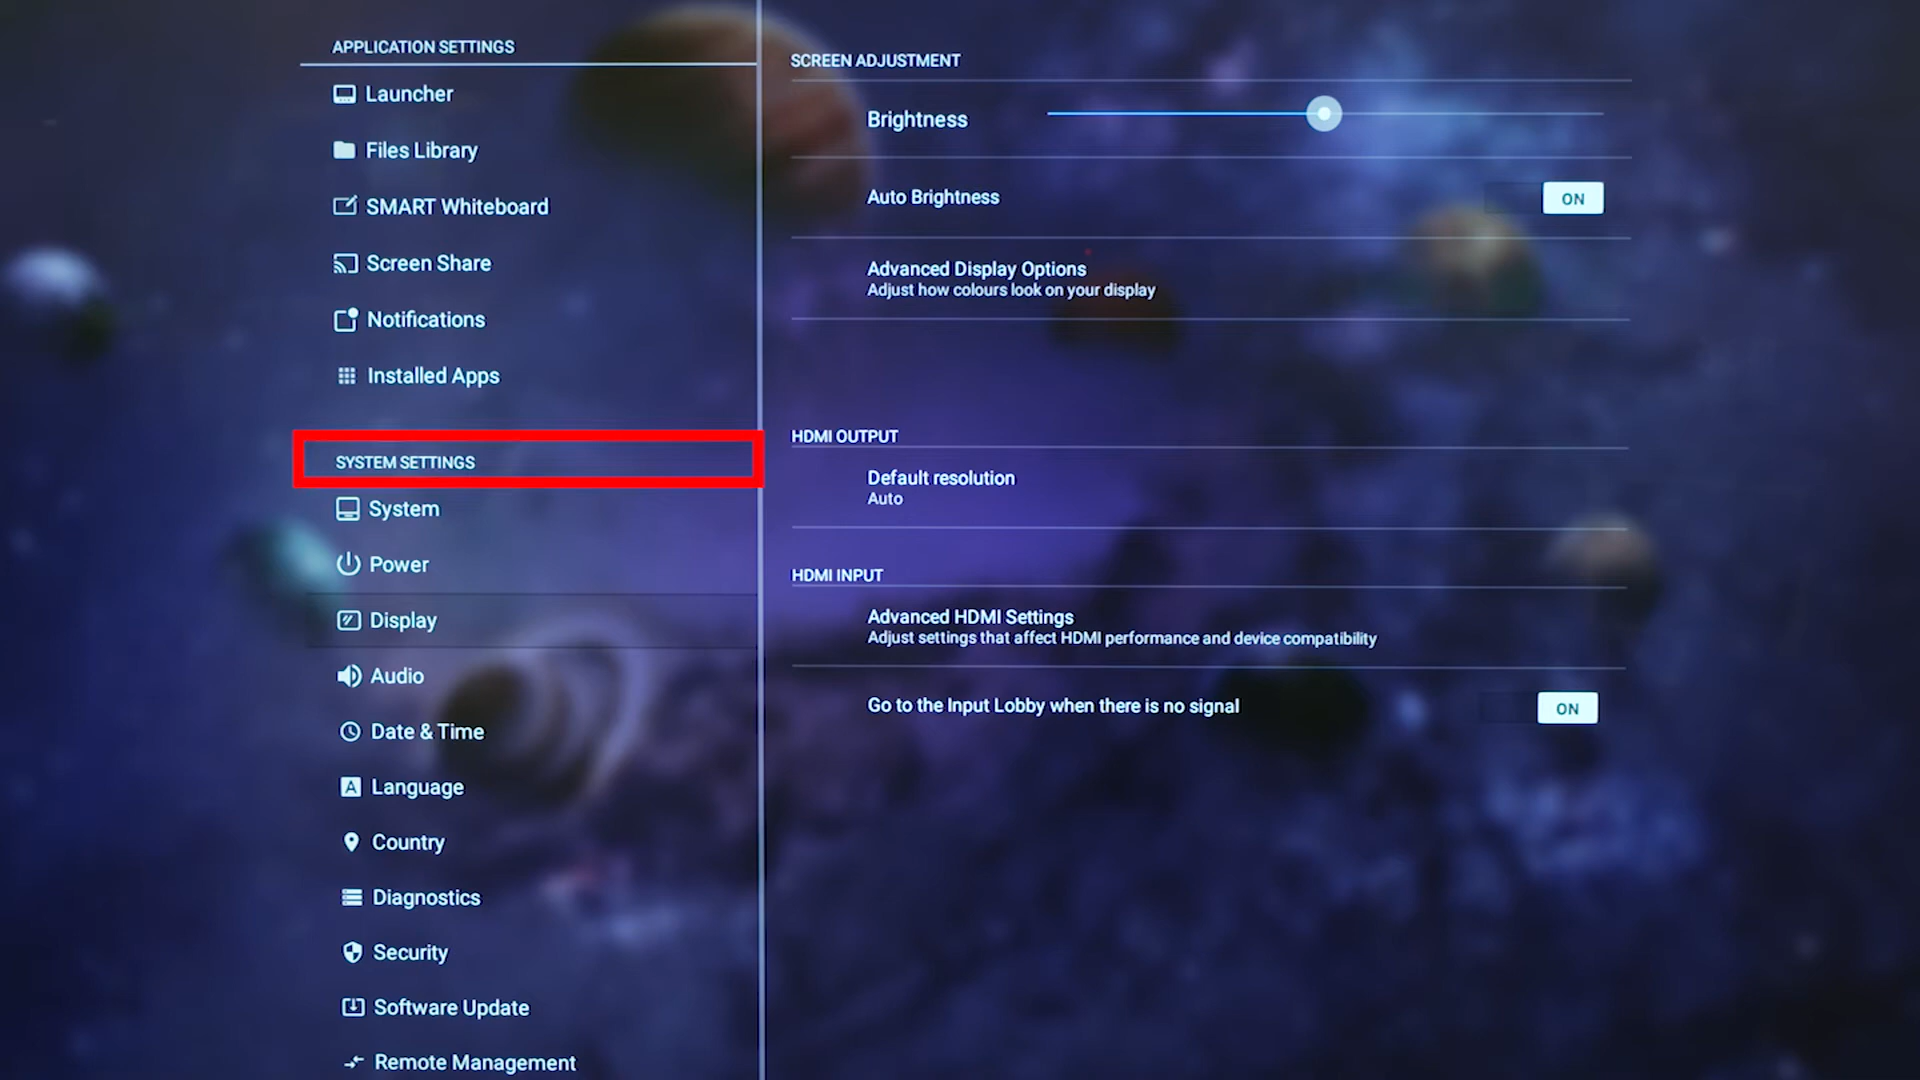 APPLICATION SETTINGS
Launcher
Files Library
SMART Whiteboard
Screen Share
Notifications
Installed Apps
SYSTEM SETTINGS
System
Power
Display
Audio
Date & Time
Language
Country
Diagnostics
Security
Software Update
Remote Management
SCREEN ADJUSTMENT
Brightness
Auto Brightness
ON
Advanced Display Options
Adjust how colours look on your display
HDMI OUTPUT
Default resolution
Auto
HDMI INPUT
Advanced HDMI Settings
Adjust settings that affect HDMI performance and device compatibility
Go to the Input Lobby when there is no signal
ON